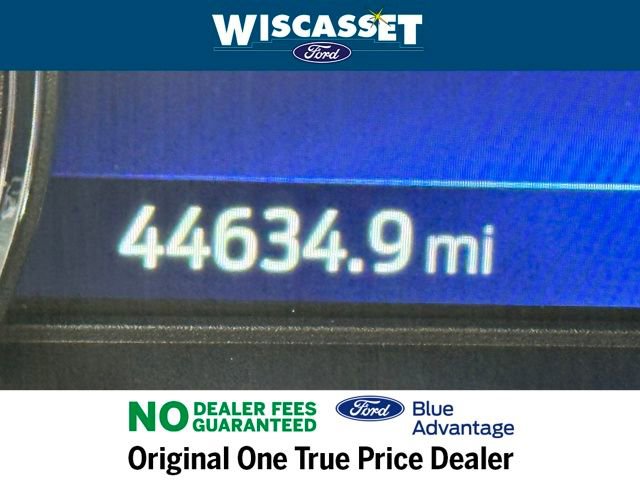 WISCASSET
Ford
44634.9 mi
NO DEALER FEES GUARANTEED
Ford Blue Advantage
Original One True Price Dealer